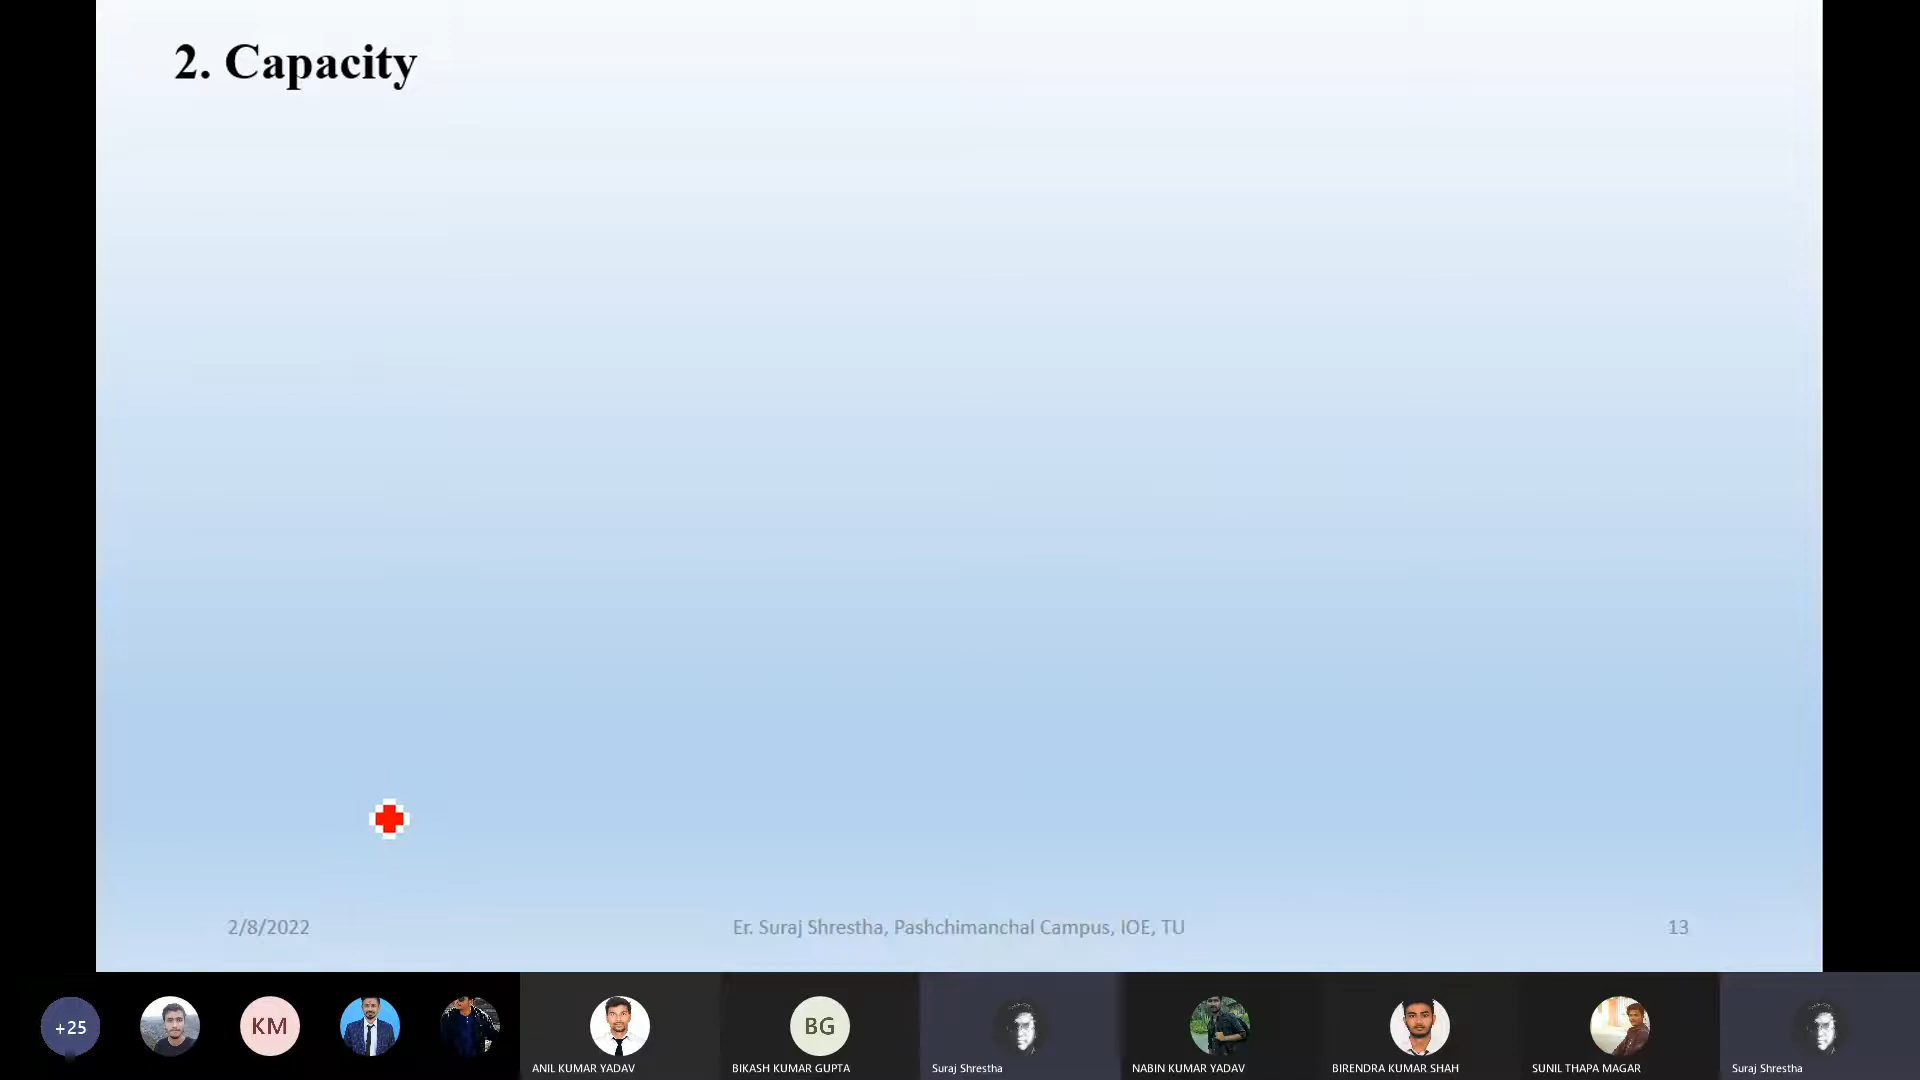 2. Capacity
2/8/2022
Er. Suraj Shrestha, Pashchimanchal Campus, IOE, TU
13
+25
KM
BG
ANIL KUMAR YADAV
BIKASH KUMAR GUPTA
Suraj Shrestha
NABIN KUMAR YADAV
BIRENDRA KUMAR SHAH
SUNIL THAPA MAGAR
Suraj Shrestha